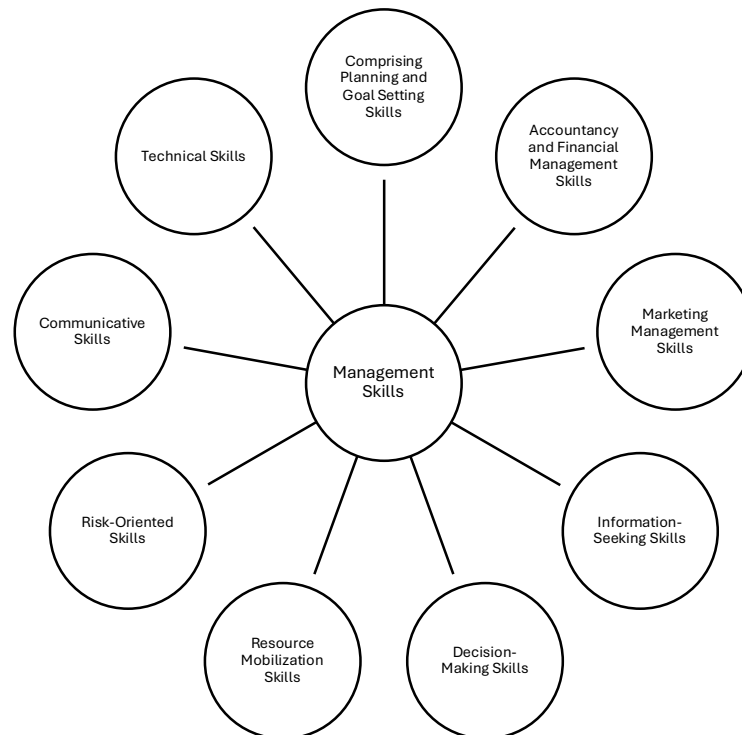 Comprising
Planning and
Goal Setting
Skills
Accountancy
and Financial
Management
Skills
Marketing
Management
Skills
Information-
Seeking Skills
Decision-
Making Skills
Resource
Mobilization
Skills
Risk-Oriented
Skills
Communicative
Skills
Technical Skills
Management
Skills